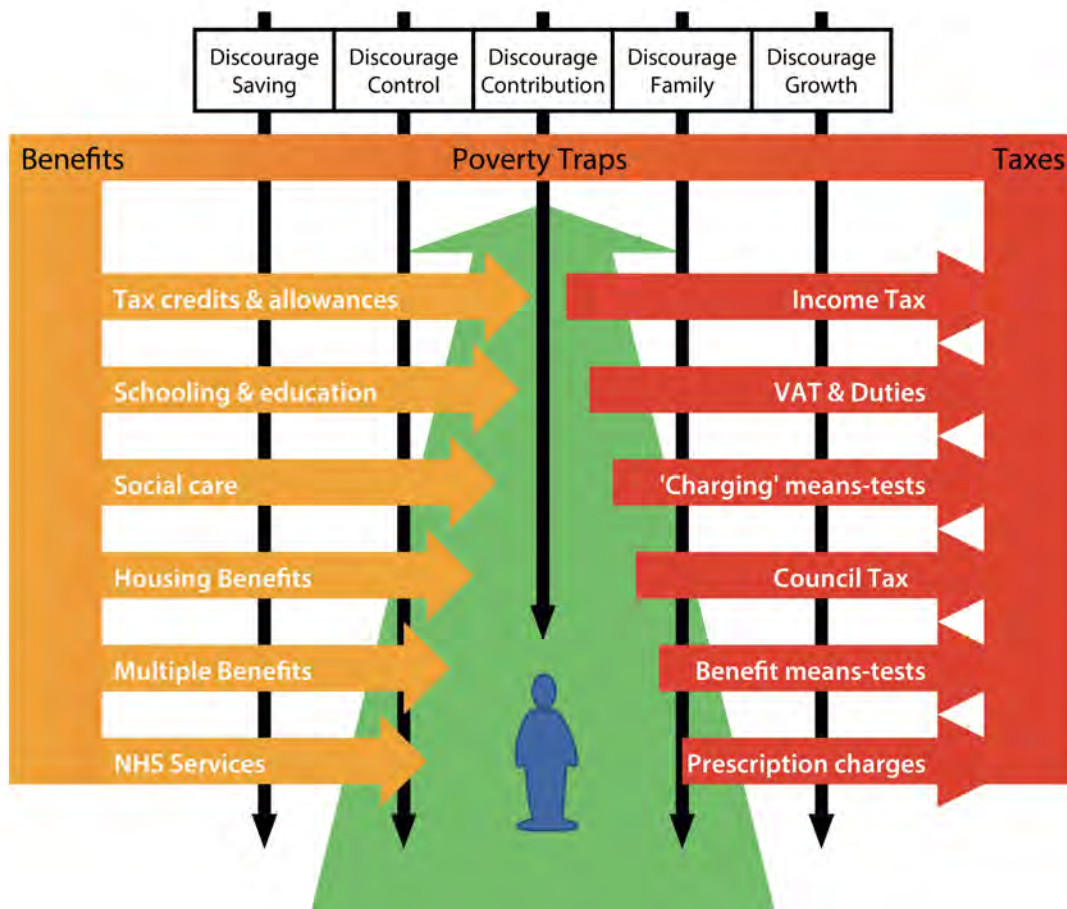 Discourage
Saving
Discourage
Control
Discourage
Contribution
Discourage
Family
Discourage
Growth
Benefits
Poverty Traps
Taxes
Tax credits & allowances
Income Tax
Schooling & education
VAT & Duties
Social care
'Charging' means-tests
Housing Benefits
Council Tax
Multiple Benefits
Benefit means-tests
NHS Services
Prescription charges